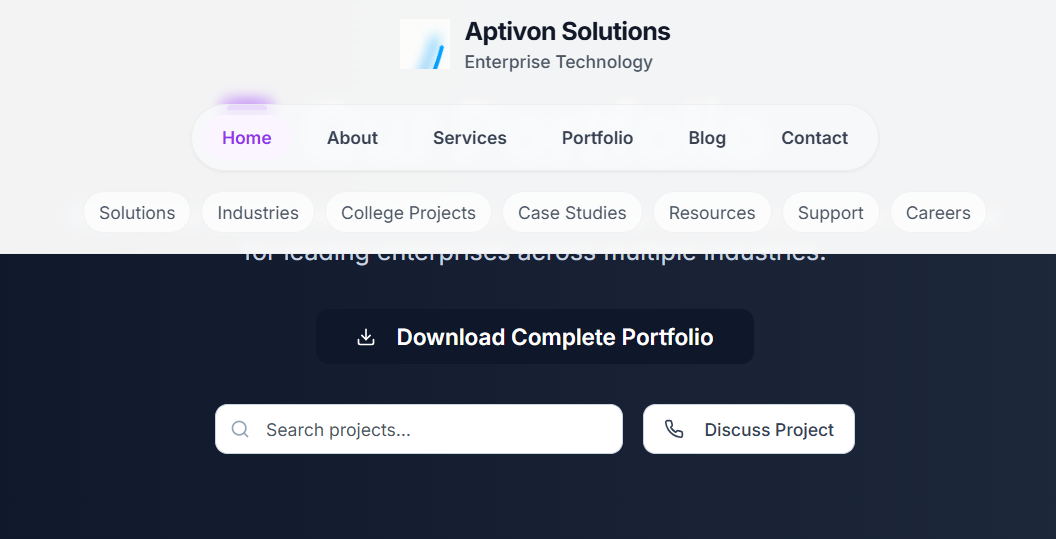 Aptivon Solutions
Enterprise Technology
Home About Services Portfolio Blog Contact
Solutions Industries College Projects Case Studies Resources Support Careers
for leading enterprises across multiple industries.
Download Complete Portfolio
Search projects... Discuss Project